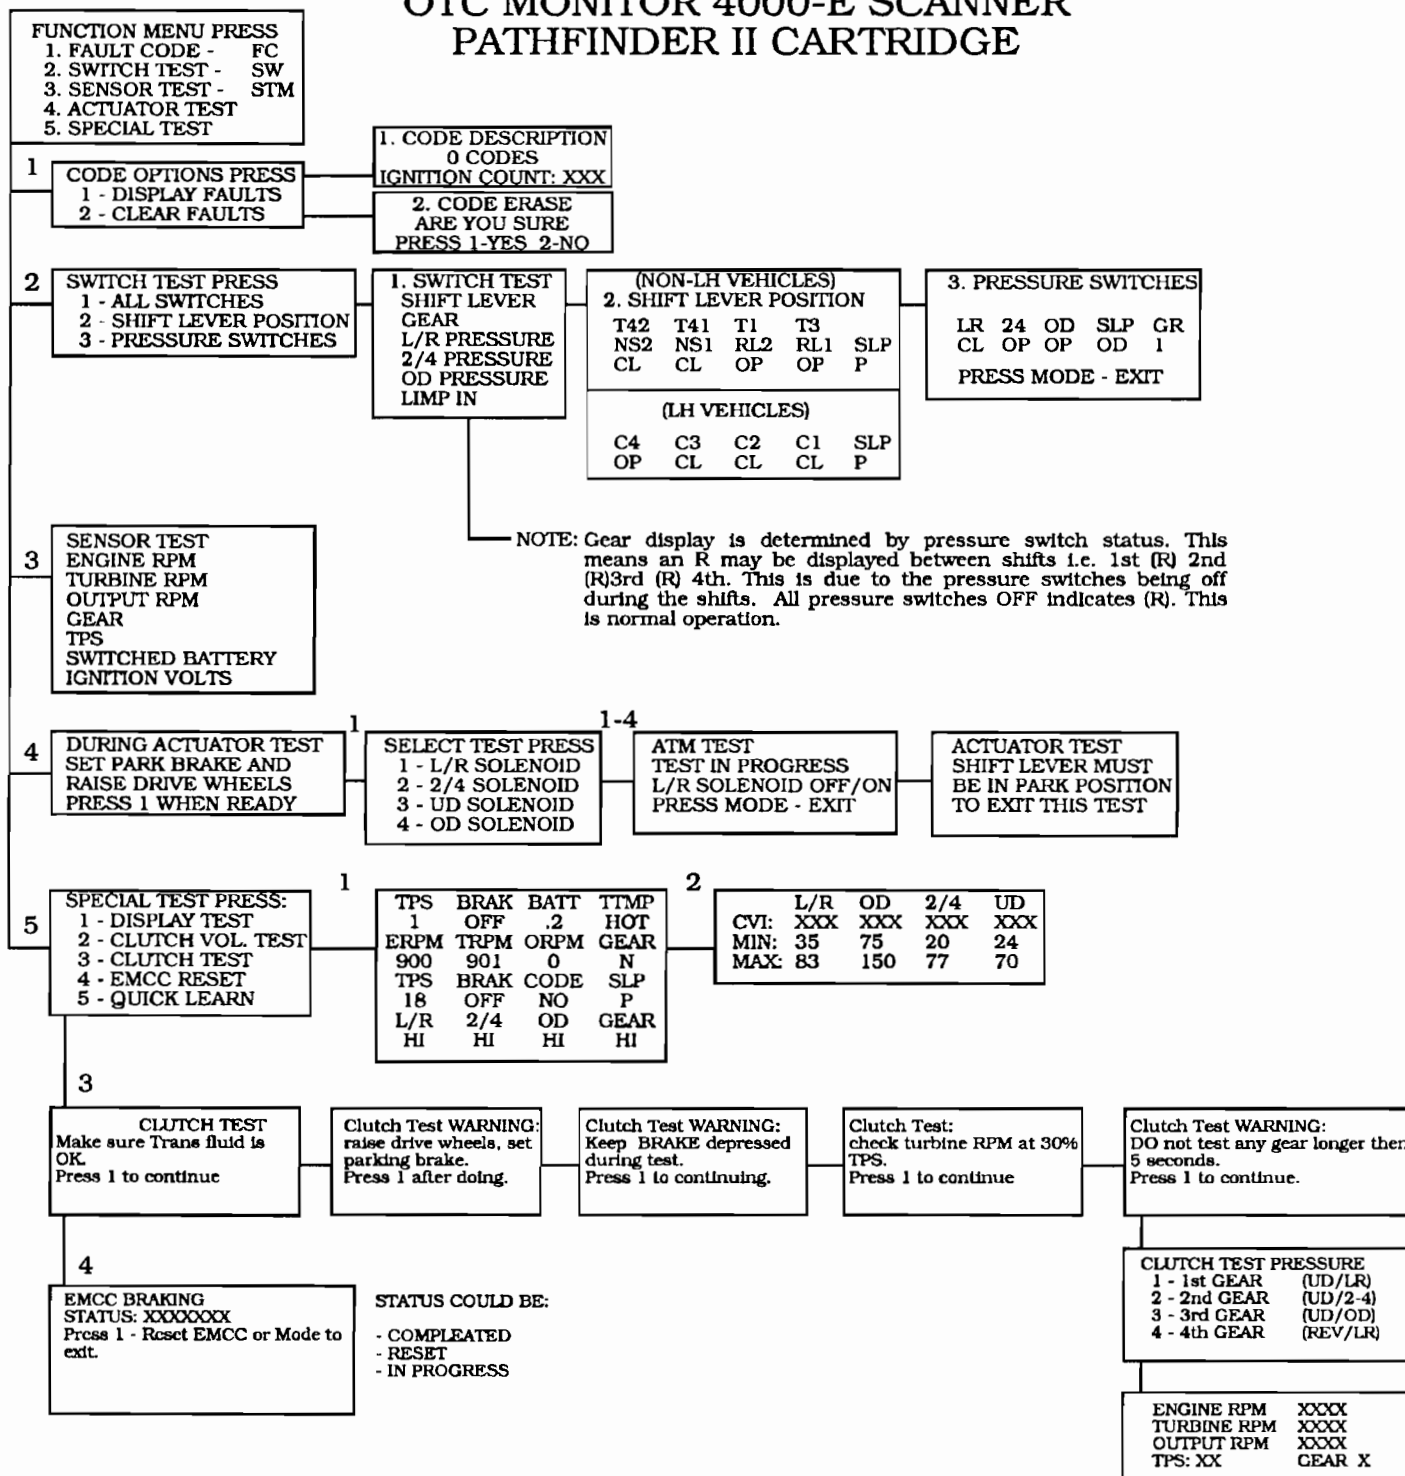 OTC MONITOR 4000-E SCANNER
PATHFINDER II CARTRIDGE
FUNCTION MENU PRESS
1. FAULT CODE - FC
2. SWITCH TEST - SW
3. SENSOR TEST - STM
4. ACTUATOR TEST
5. SPECIAL TEST
1
CODE OPTIONS PRESS
1 - DISPLAY FAULTS
2 - CLEAR FAULTS
1. CODE DESCRIPTION
0 CODES
IGNITION COUNT: XXX
2. CODE ERASE
ARE YOU SURE
PRESS 1-YES 2-NO
2
SWITCH TEST PRESS
1 - ALL SWITCHES
2 - SHIFT LEVER POSITION
3 - PRESSURE SWITCHES
1. SWITCH TEST
SHIFT LEVER
GEAR
L/R PRESSURE
2/4 PRESSURE
OD PRESSURE
LIMP IN
(NON-LH VEHICLES)
2. SHIFT LEVER POSITION
T42 T41 T1 T3
NS2 NS1 RL2 RL1 SLP
CL CL OP OP P
(LH VEHICLES)
C4 C3 C2 C1 SLP
OP CL CL CL P
3. PRESSURE SWITCHES
LR 24 OD SLP GR
CL OP OP OD 1
PRESS MODE - EXIT
NOTE: Gear display is determined by pressure switch status. This
means an R may be displayed between shifts i.e. 1st (R) 2nd
(R)3rd (R) 4th. This is due to the pressure switches being off
during the shifts. All pressure switches OFF indicates (R). This
is normal operation.
3
SENSOR TEST
ENGINE RPM
TURBINE RPM
OUTPUT RPM
GEAR
TPS
SWITCHED BATTERY
IGNITION VOLTS
4
DURING ACTUATOR TEST
SET PARK BRAKE AND
RAISE DRIVE WHEELS
PRESS 1 WHEN READY
1
SELECT TEST PRESS
1 - L/R SOLENOID
2 - 2/4 SOLENOID
3 - UD SOLENOID
4 - OD SOLENOID
1-4
ATM TEST
TEST IN PROGRESS
L/R SOLENOID OFF/ON
PRESS MODE - EXIT
ACTUATOR TEST
SHIFT LEVER MUST
BE IN PARK POSITION
TO EXIT THIS TEST
5
SPECIAL TEST PRESS:
1 - DISPLAY TEST
2 - CLUTCH VOL. TEST
3 - CLUTCH TEST
4 - EMCC RESET
5 - QUICK LEARN
1
TPS BRAK BATT TTMP
1 OFF .2 HOT
ERPM TRPM ORPM GEAR
900 901 0 N
TPS BRAK CODE SLP
18 OFF NO P
L/R 2/4 OD GEAR
HI HI HI HI
2
L/R OD 2/4 UD
CVI: XXX XXX XXX XXX
MIN: 35 75 20 24
MAX: 83 150 77 70
3
CLUTCH TEST
Make sure Trans fluid is
OK.
Press 1 to continue
Clutch Test WARNING:
raise drive wheels, set
parking brake.
Press 1 after doing.
Clutch Test WARNING:
Keep BRAKE depressed
during test.
Press 1 to continuing.
Clutch Test:
check turbine RPM at 30%
TPS.
Press 1 to continue
Clutch Test WARNING:
DO not test any gear longer then
5 seconds.
Press 1 to continue.
CLUTCH TEST PRESSURE
1 - 1st GEAR (UD/LR)
2 - 2nd GEAR (UD/2-4)
3 - 3rd GEAR (UD/OD)
4 - 4th GEAR (REV/LR)
ENGINE RPM XXXX
TURBINE RPM XXXX
OUTPUT RPM XXXX
TPS: XX GEAR X
4
EMCC BRAKING
STATUS: XXXXXXX
Press 1 - Reset EMCC or Mode to
exit.
STATUS COULD BE:
- COMPLEATED
- RESET
- IN PROGRESS